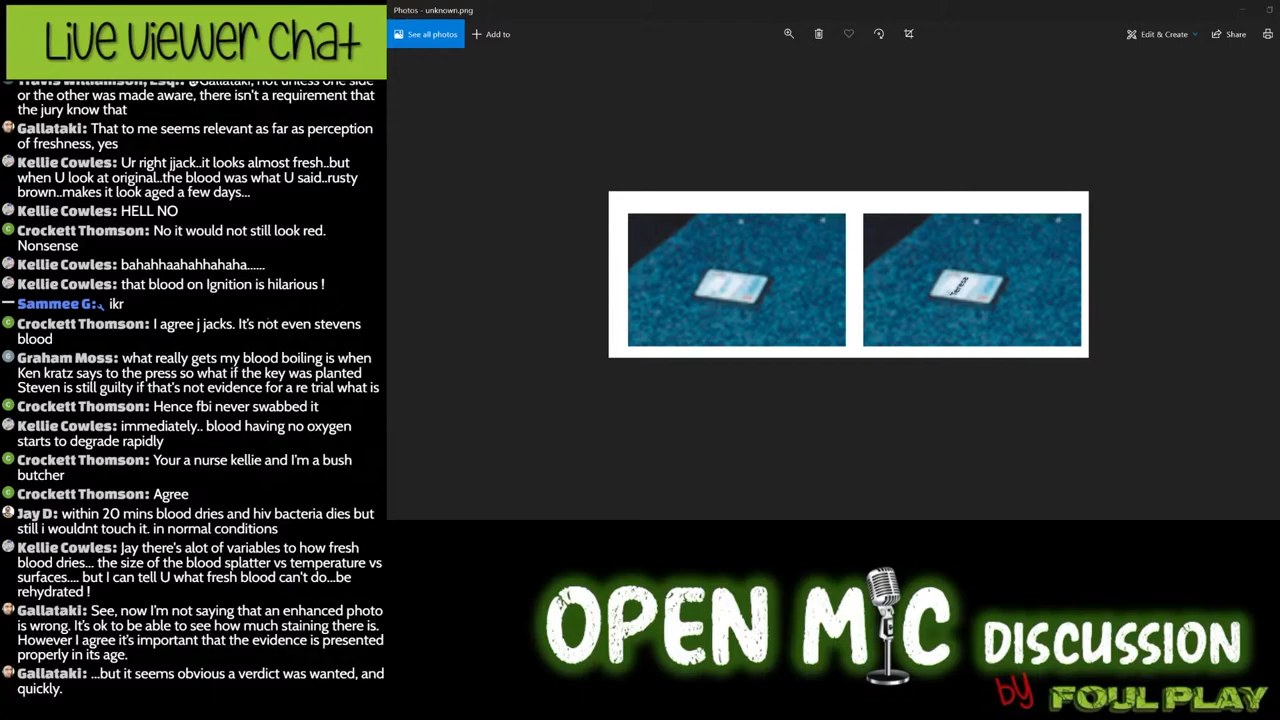 Live Viewer Chat
Travis Williamson, Esq.: @Gallataki, not unless one side
or the other was made aware, there isn't a requirement that
the jury know that
Gallataki: That to me seems relevant as far as perception
of freshness, yes
Kellie Cowles: Ur right jjack..it looks almost fresh..but
when U look at original..the blood was what U said..rusty
brown..makes it look aged a few days...
Kellie Cowles: HELL NO
Crockett Thomson: No it would not still look red.
Nonsense
Kellie Cowles: bahahhaahahhahaha......
Kellie Cowles: that blood on Ignition is hilarious !
Sammee G: ikr
Crockett Thomson: I agree j jacks. It's not even stevens
blood
Graham Moss: what really gets my blood boiling is when
Ken kratz says to the press so what if the key was planted
Steven is still guilty if that's not evidence for a re trial what is
Crockett Thomson: Hence fbi never swabbed it
Kellie Cowles: immediately.. blood having no oxygen
starts to degrade rapidly
Crockett Thomson: Your a nurse kellie and I'm a bush
butcher
Crockett Thomson: Agree
Jay D: within 20 mins blood dries and hiv bacteria dies but
still i wouldnt touch it. in normal conditions
Kellie Cowles: Jay there's alot of variables to how fresh
blood dries... the size of the blood splatter vs temperature vs
surfaces.... but I can tell U what fresh blood can't do...be
rehydrated !
Gallataki: See, now I'm not saying that an enhanced photo
is wrong. It's ok to be able to see how much staining there is.
However I agree it's important that the evidence is presented
properly in its age.
Gallataki: ...but it seems obvious a verdict was wanted, and
quickly.
Photos - unknown.png
See all photos
Add to
Edit & Create
Share
Teresa
OPEN MIC
DISCUSSION
by FOUL PLAY